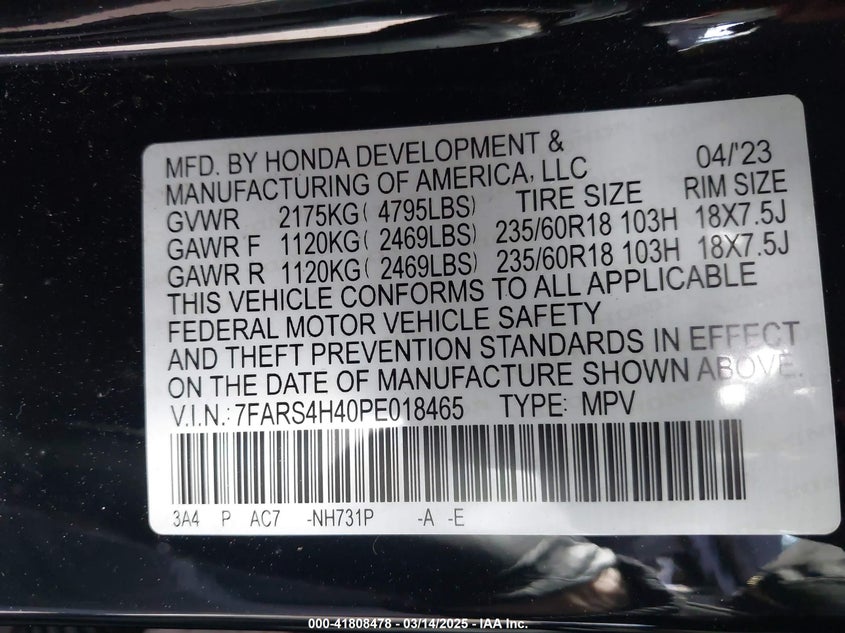 MFD. BY HONDA DEVELOPMENT & 04/'23
MANUFACTURING OF AMERICA, LLC
GVWR 2175KG( 4795LBS) TIRE SIZE RIM SIZE
GAWR F 1120KG( 2469LBS) 235/60R18 103H 18X7.5J
GAWR R 1120KG( 2469LBS) 235/60R18 103H 18X7.5J
THIS VEHICLE CONFORMS TO ALL APPLICABLE
FEDERAL MOTOR VEHICLE SAFETY
AND THEFT PREVENTION STANDARDS IN EFFECT
ON THE DATE OF MANUFACTURE SHOWN ABOVE.
V.I.N.: 7FARS4H40PE018465 TYPE: MPV
3A4 P AC7 -NH731P -A -E
000-41808478 - 03/14/2025 - IAA Inc.